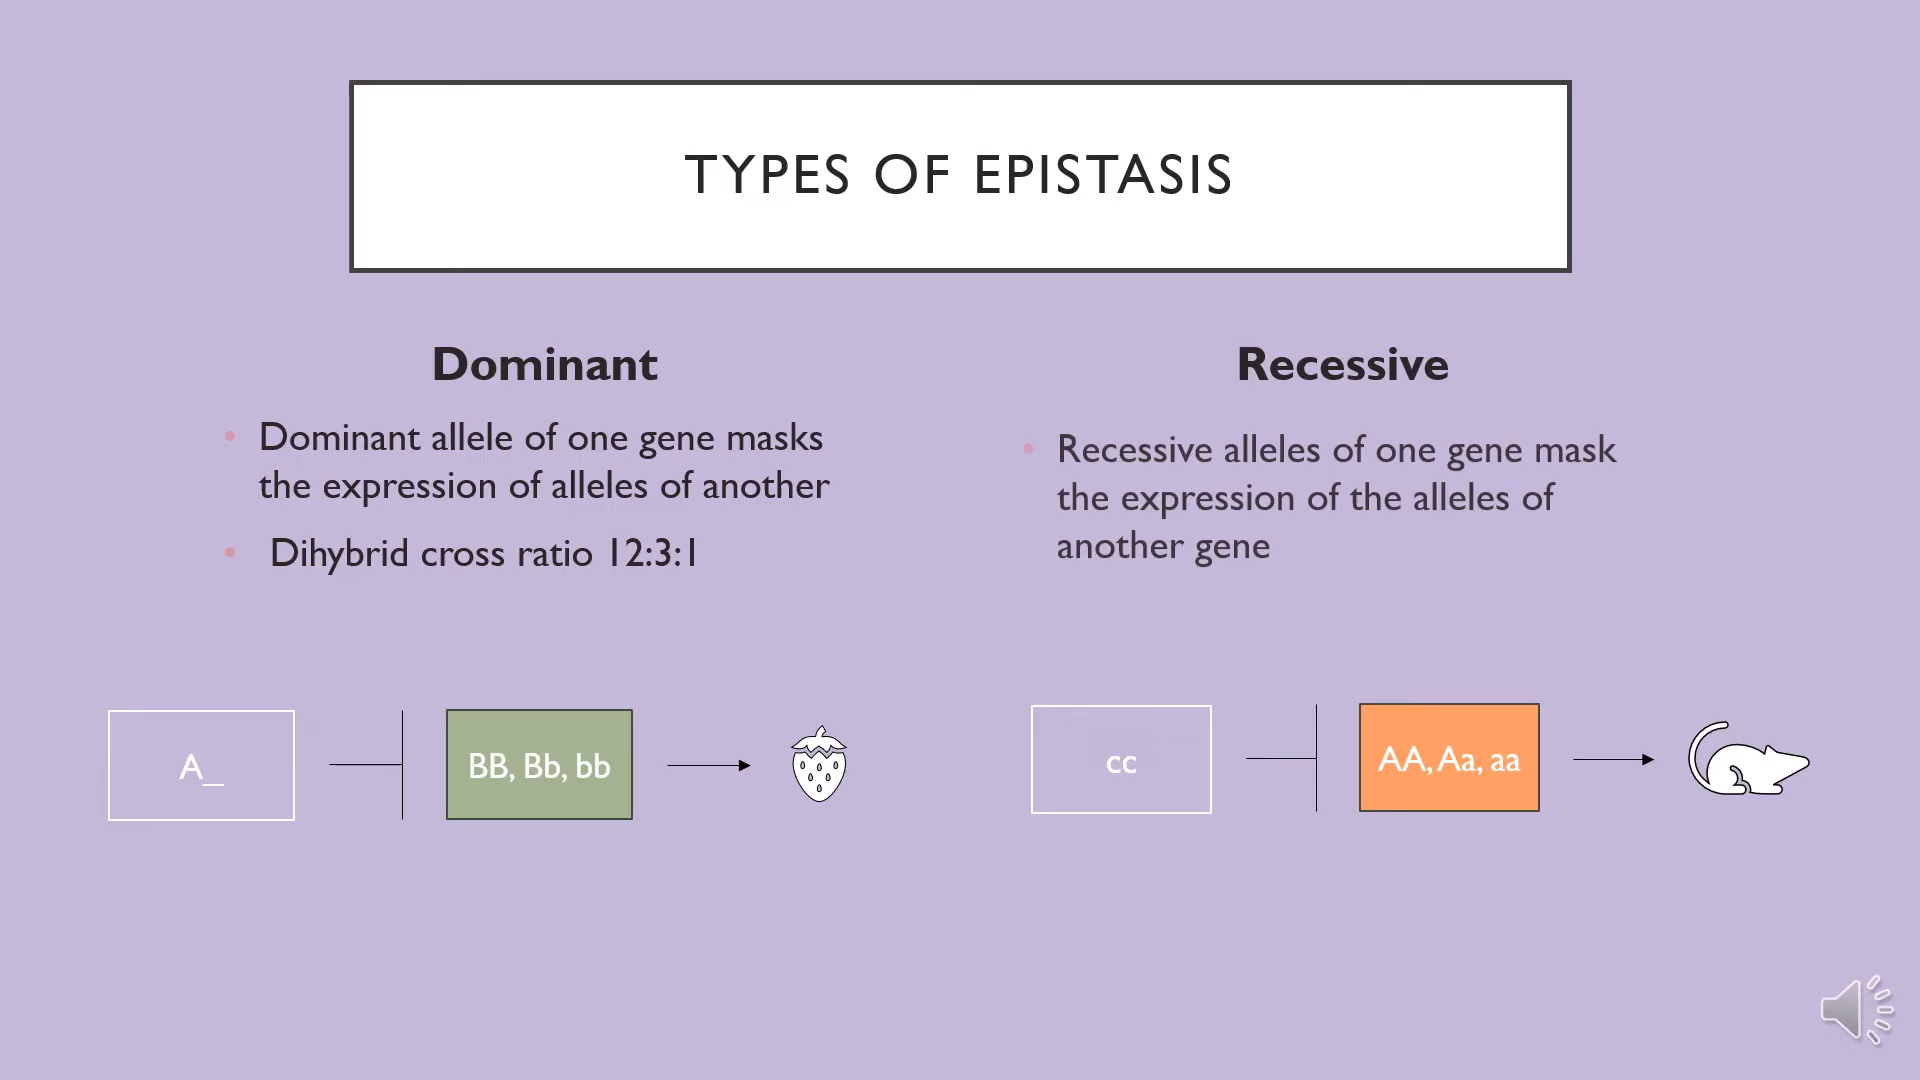 TYPES OF EPISTASIS
Dominant
• Dominant allele of one gene masks
the expression of alleles of another
• Dihybrid cross ratio 12:3:1
A_
BB, Bb, bb
Recessive
• Recessive alleles of one gene mask
the expression of the alleles of
another gene
cc
AA, Aa, aa